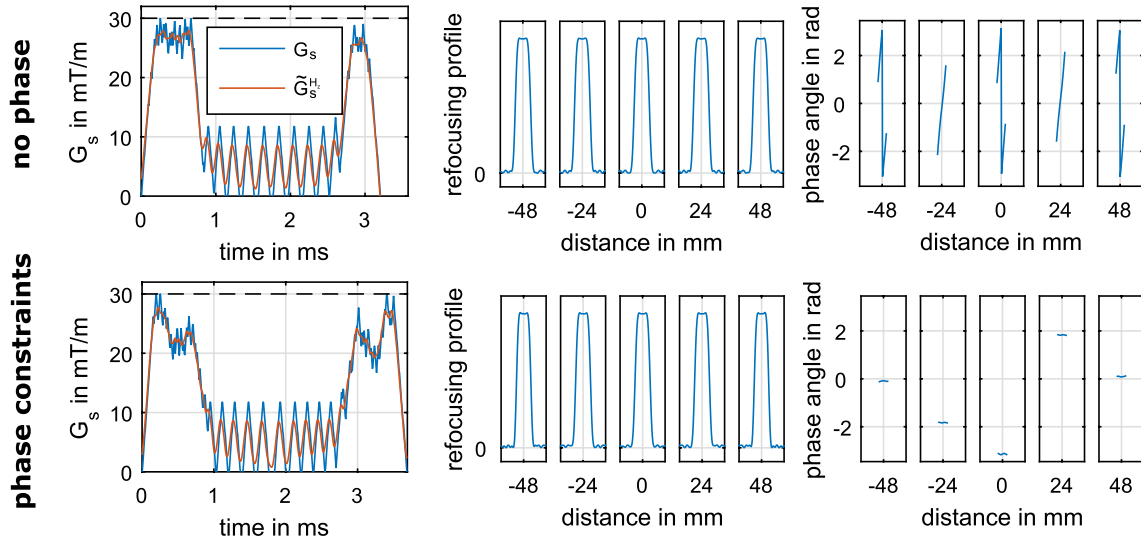 no phase
G_s in mT/m
30
20
10
0
G_s
G̃_s^{H_z}
0 1 2 3
time in ms
refocusing profile
0
-48 -24 0 24 48
distance in mm
phase angle in rad
2
0
-2
-48 -24 0 24 48
distance in mm
phase constraints
G_s in mT/m
30
20
10
0
0 1 2 3
time in ms
refocusing profile
0
-48 -24 0 24 48
distance in mm
phase angle in rad
2
0
-2
-48 -24 0 24 48
distance in mm